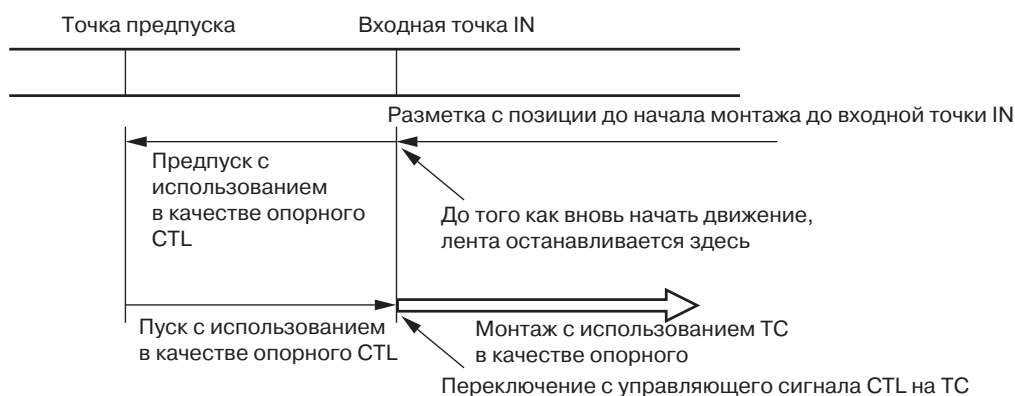 Точка предпуска
Входная точка IN
Разметка с позиции до начала монтажа до входной точки IN
Предпуск с
использованием
в качестве опорного
CTL
До того как вновь начать движение,
лента останавливается здесь
Пуск с использованием
в качестве опорного CTL
Монтаж с использованием ТС
в качестве опорного
Переключение с управляющего сигнала CTL на ТС